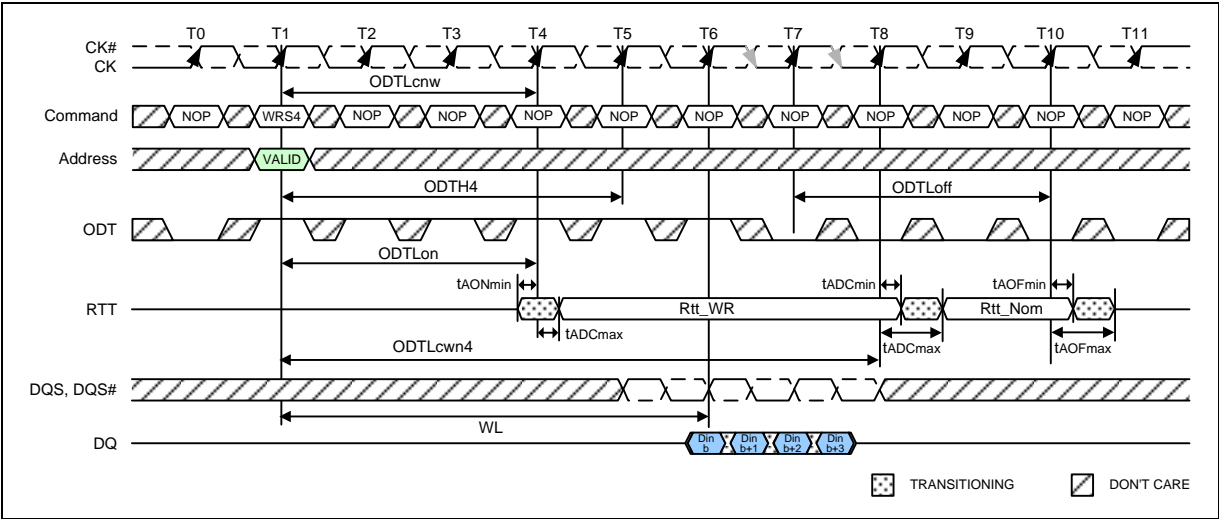 T0 T1 T2 T3 T4 T5 T6 T7 T8 T9 T10 T11
CK#
CK
ODTLcnw
Command NOP WRS4 NOP NOP NOP NOP NOP NOP NOP NOP NOP NOP
Address VALID
ODTH4 ODTLoff
ODT
ODTLon
tAONmin tADCmin tAOFmin
RTT Rtt_WR Rtt_Nom
tADCmax tADCmax tAOFmax
ODTLcwn4
DQS, DQS#
WL
DQ Din b Din b+1 Din b+2 Din b+3
TRANSITIONING DON'T CARE